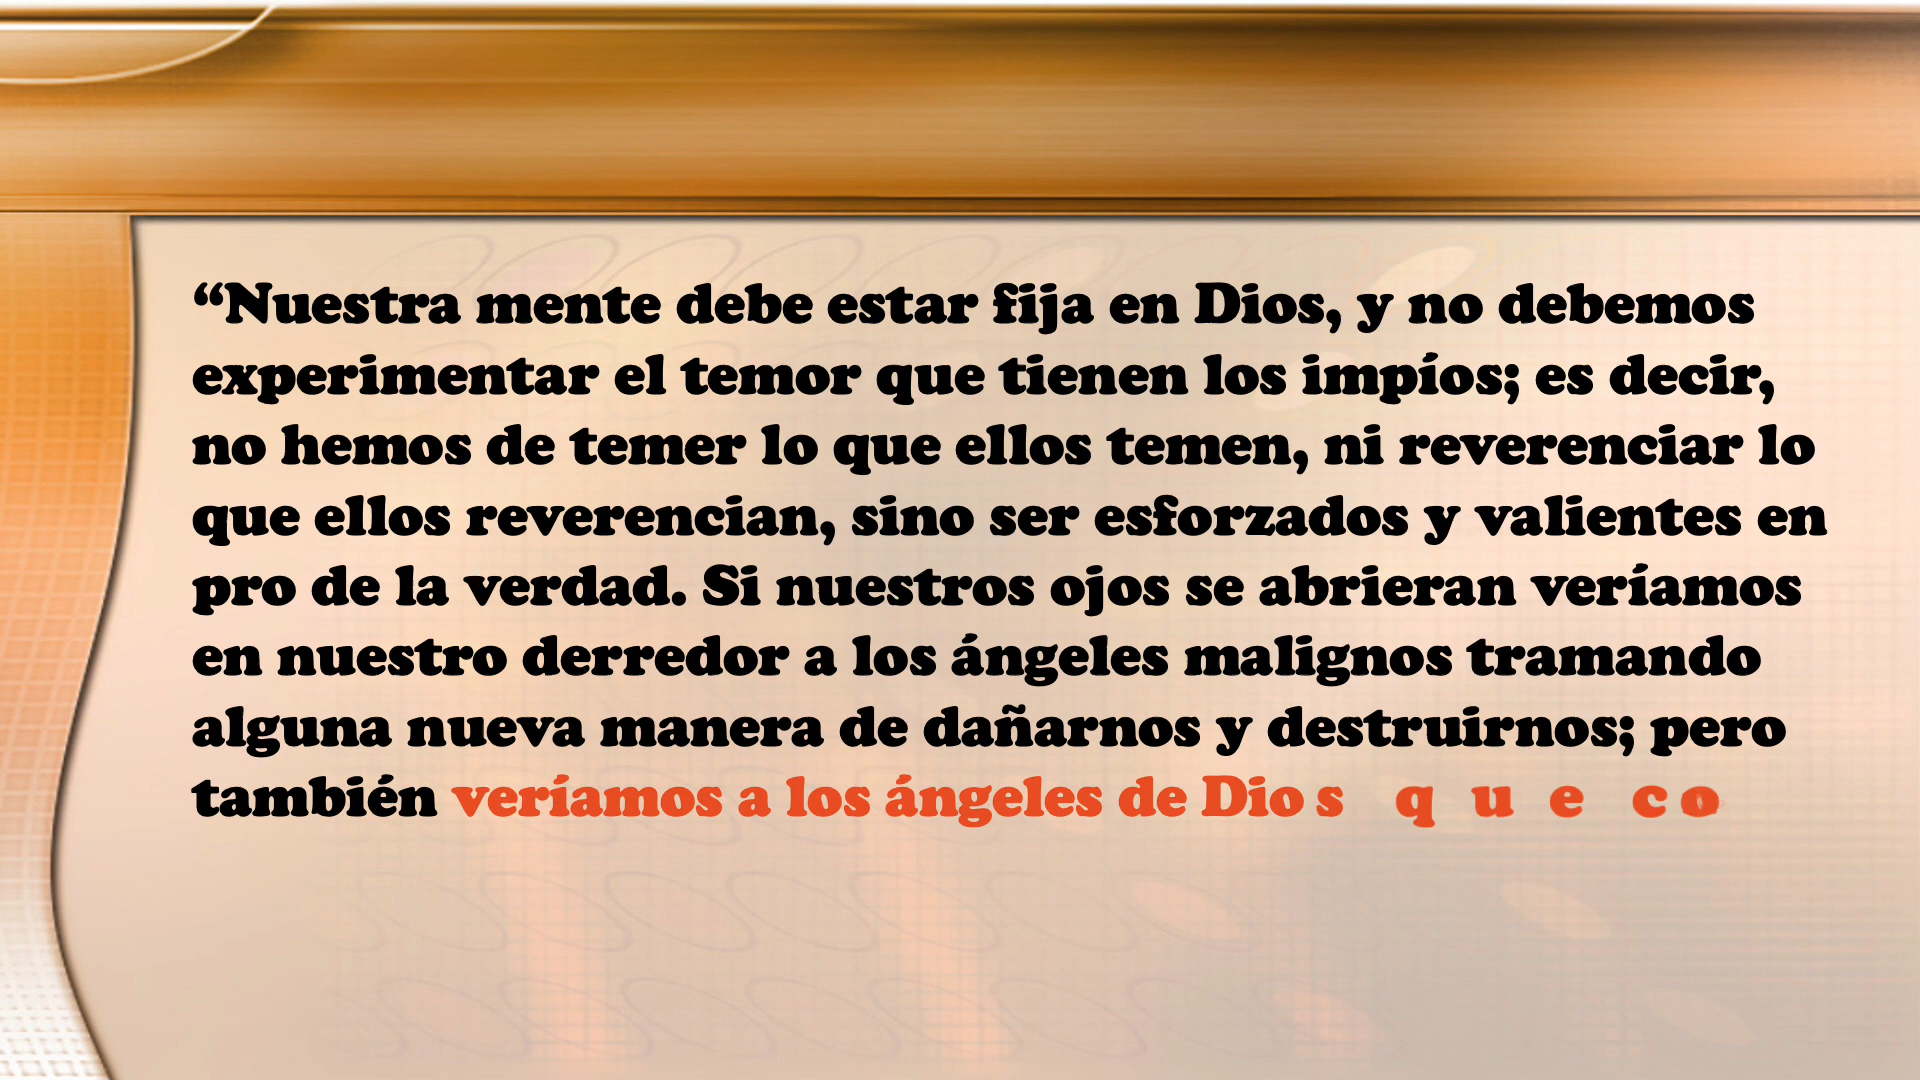 “Nuestra mente debe estar fija en Dios, y no debemos
experimentar el temor que tienen los impíos; es decir,
no hemos de temer lo que ellos temen, ni reverenciar lo
que ellos reverencian, sino ser esforzados y valientes en
pro de la verdad. Si nuestros ojos se abrieran veríamos
en nuestro derredor a los ángeles malignos tramando
alguna nueva manera de dañarnos y destruirnos; pero
también veríamos a los ángeles de Dios que co